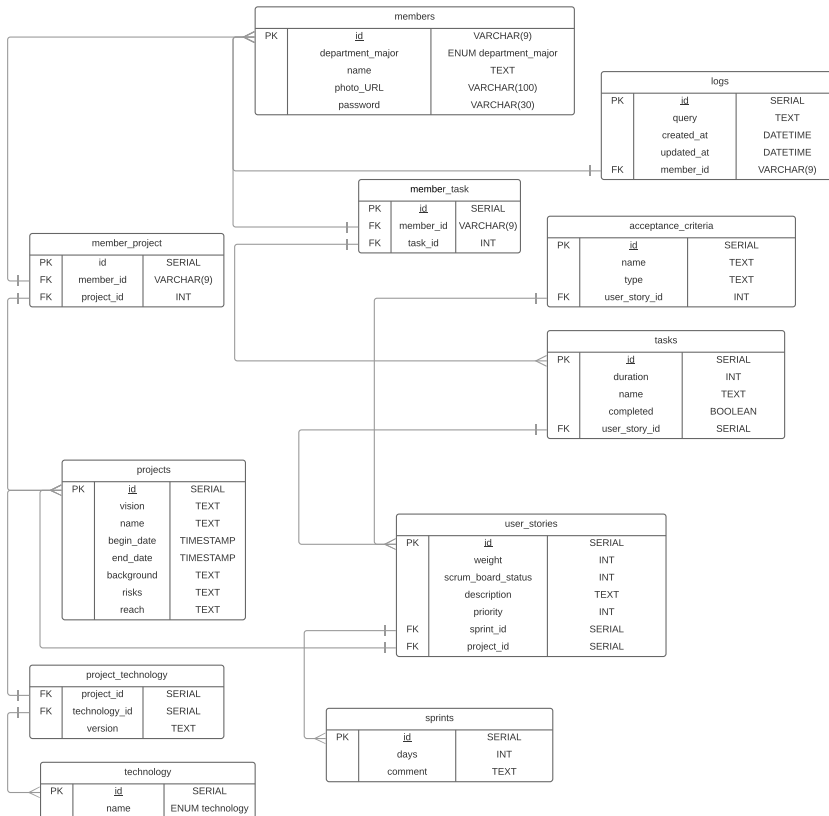 members
PK id VARCHAR(9)
department_major ENUM department_major
name TEXT
photo_URL VARCHAR(100)
password VARCHAR(30)
logs
PK id SERIAL
query TEXT
created_at DATETIME
updated_at DATETIME
FK member_id VARCHAR(9)
member_task
PK id SERIAL
FK member_id VARCHAR(9)
FK task_id INT
acceptance_criteria
PK id SERIAL
name TEXT
type TEXT
FK user_story_id INT
member_project
PK id SERIAL
FK member_id VARCHAR(9)
FK project_id INT
tasks
PK id SERIAL
duration INT
name TEXT
completed BOOLEAN
FK user_story_id SERIAL
projects
PK id SERIAL
vision TEXT
name TEXT
begin_date TIMESTAMP
end_date TIMESTAMP
background TEXT
risks TEXT
reach TEXT
user_stories
PK id SERIAL
weight INT
scrum_board_status INT
description TEXT
priority INT
FK sprint_id SERIAL
FK project_id SERIAL
project_technology
FK project_id SERIAL
FK technology_id SERIAL
version TEXT
sprints
PK id SERIAL
days INT
comment TEXT
technology
PK id SERIAL
name ENUM technology